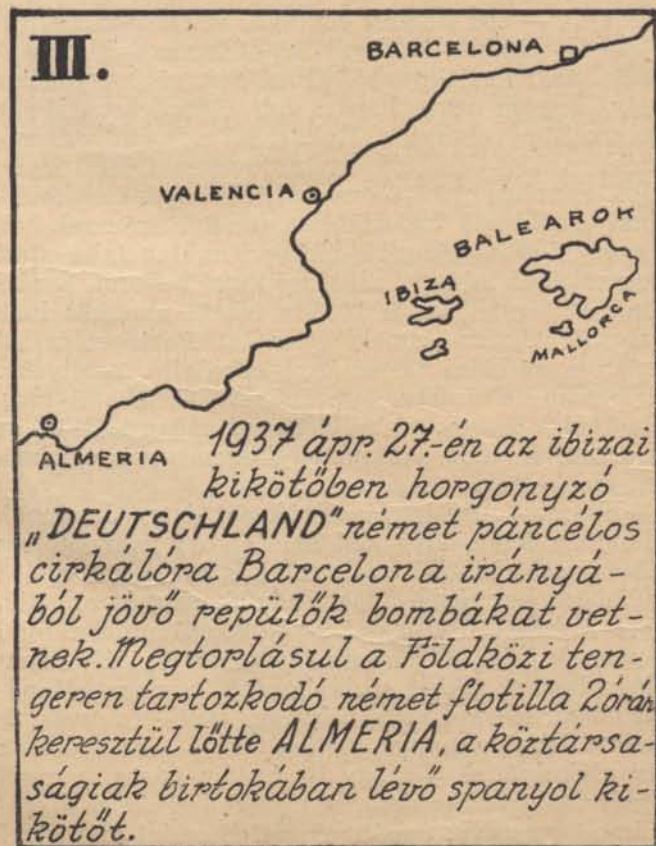 III.
BARCELONA
VALENCIA
BALEAROK
IBIZA
MALLORCA
ALMERIA
1937 ápr. 27.-én az ibizai
kikötőben horgonyzó
„DEUTSCHLAND" német páncélos
cirkálóra Barcelona irányá-
ból jövő repülők bombákat vet-
nek. Megtorlásul a Földközi ten-
geren tartozkodó német flotilla 2órán
keresztül lőtte ALMERIA, a köztársa-
ságiak birtokában lévő spanyol ki-
kötőt.